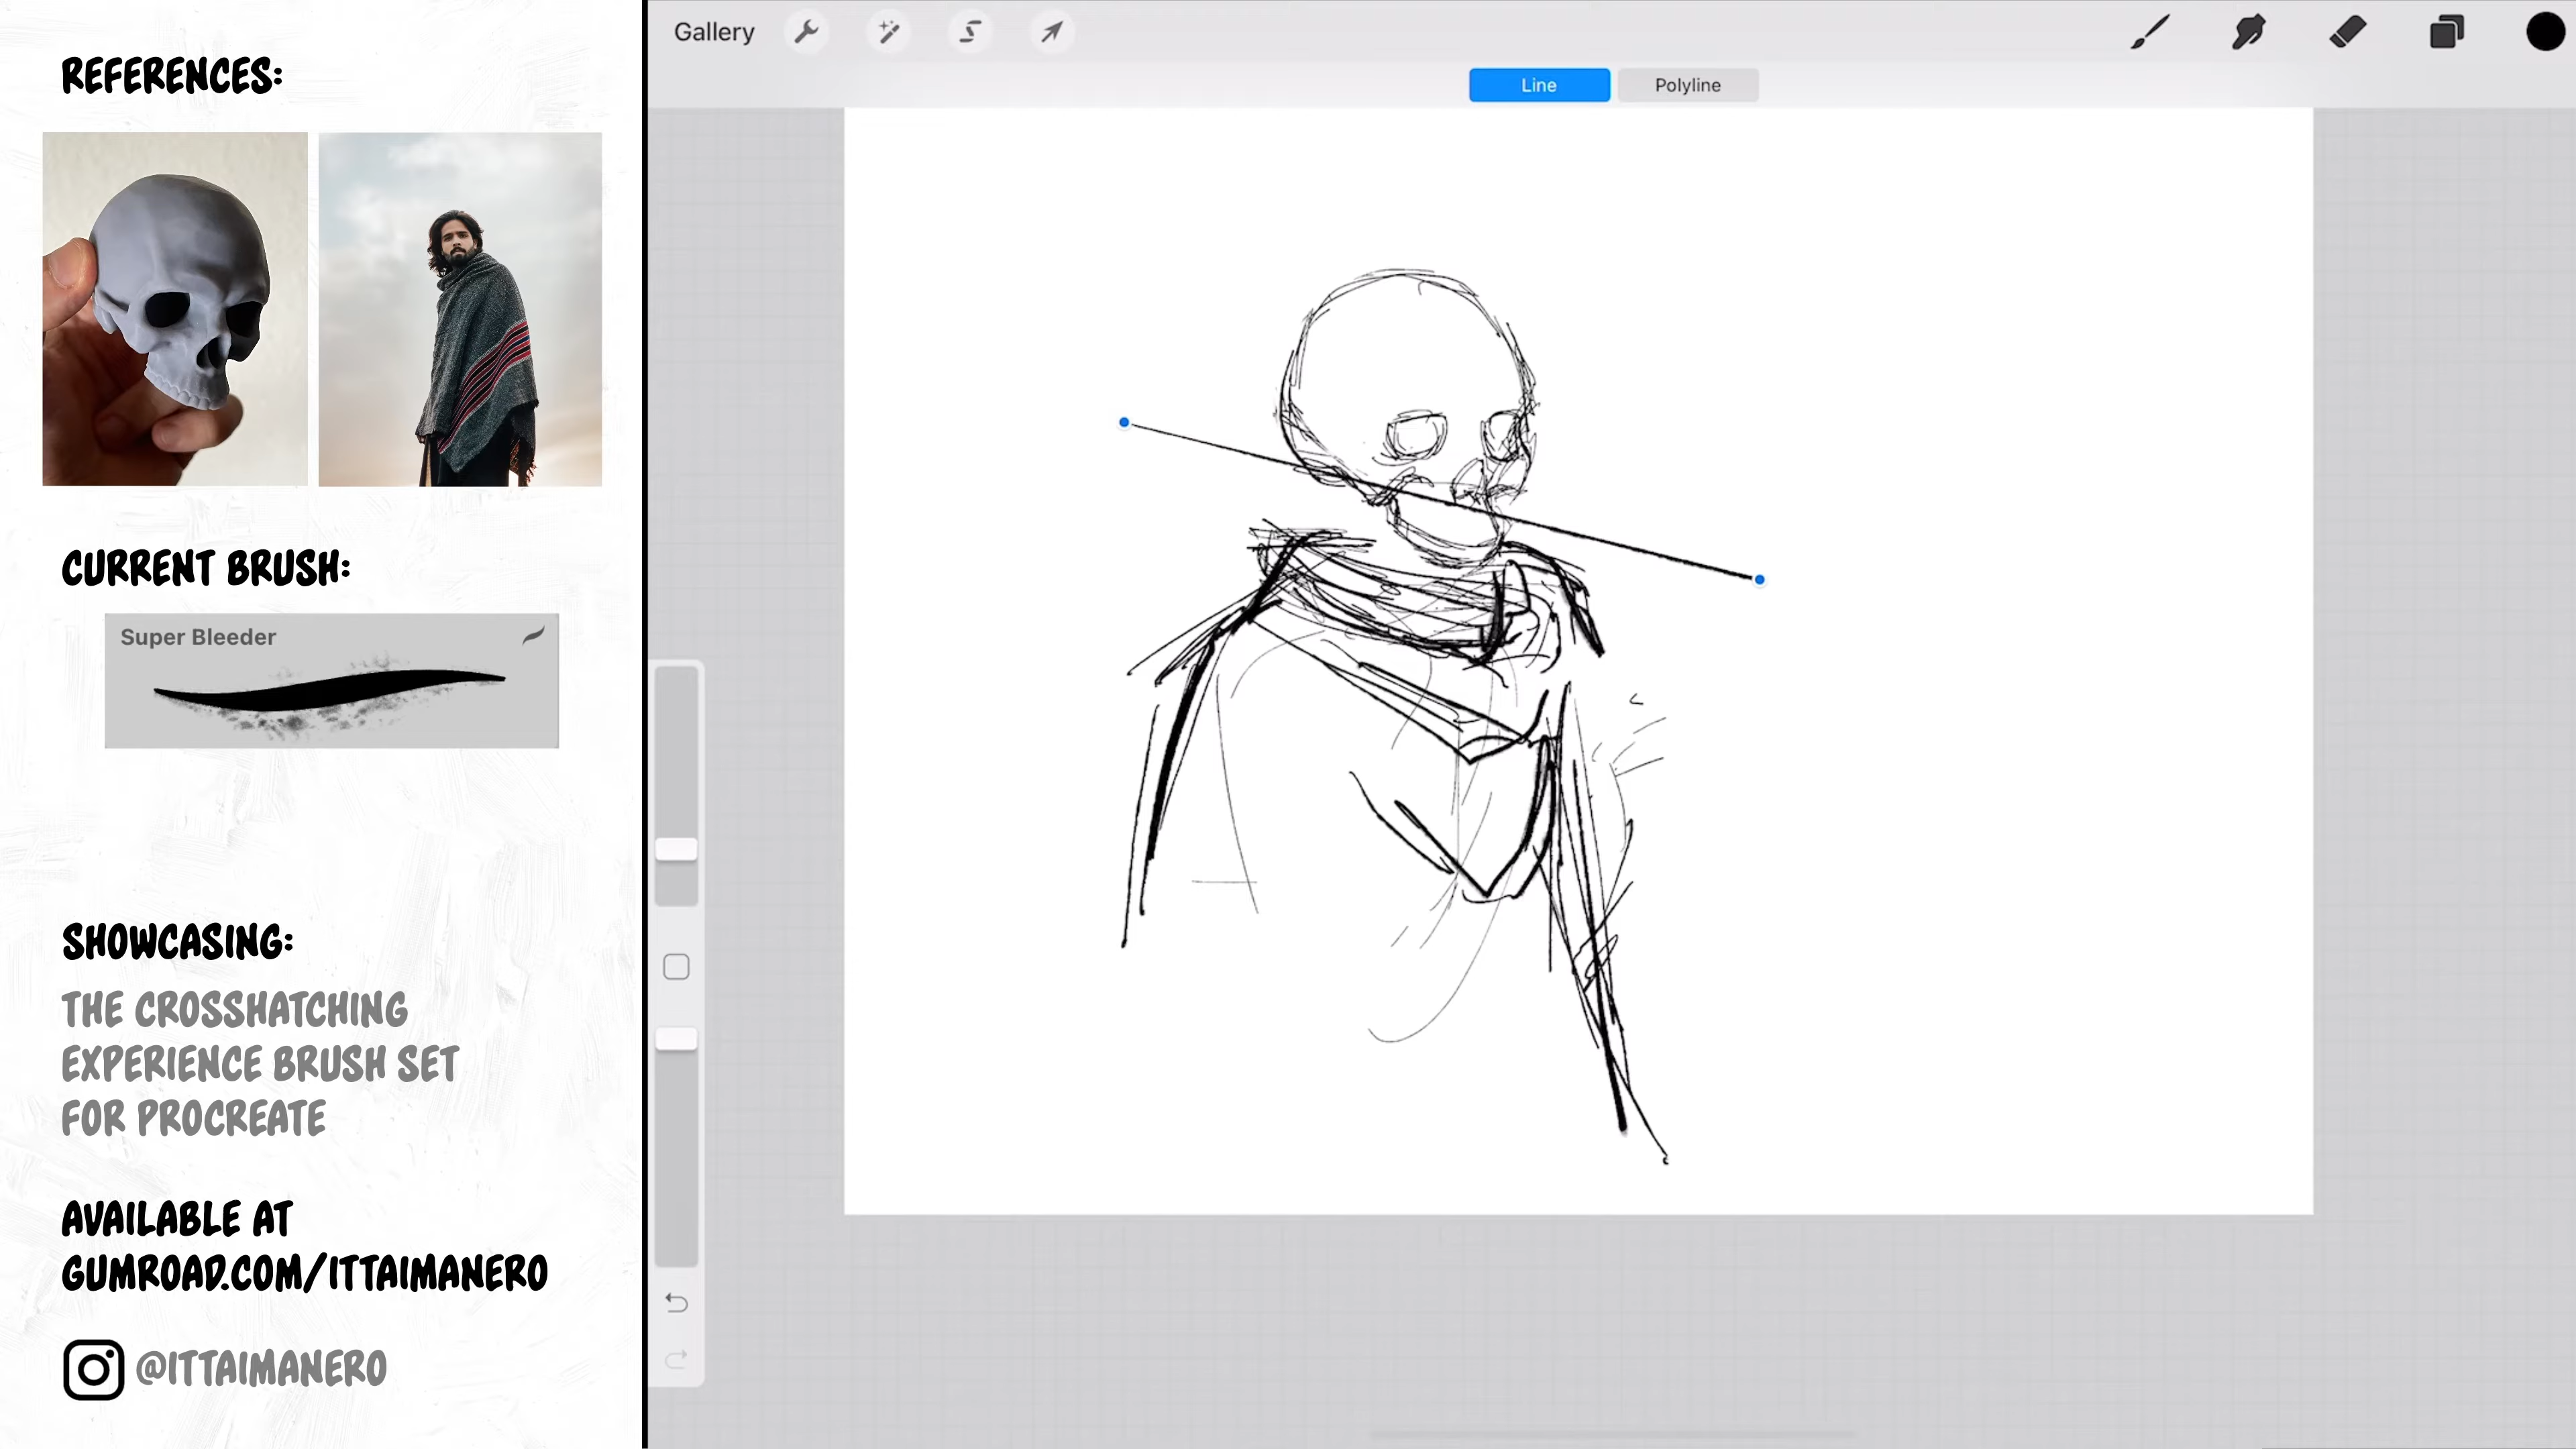 REFERENCES:
CURRENT BRUSH:
Super Bleeder
SHOWCASING:
THE CROSSHATCHING
EXPERIENCE BRUSH SET
FOR PROCREATE
AVAILABLE AT
GUMROAD.COM/ITTAIMANERO
@ITTAIMANERO
Gallery
Line
Polyline